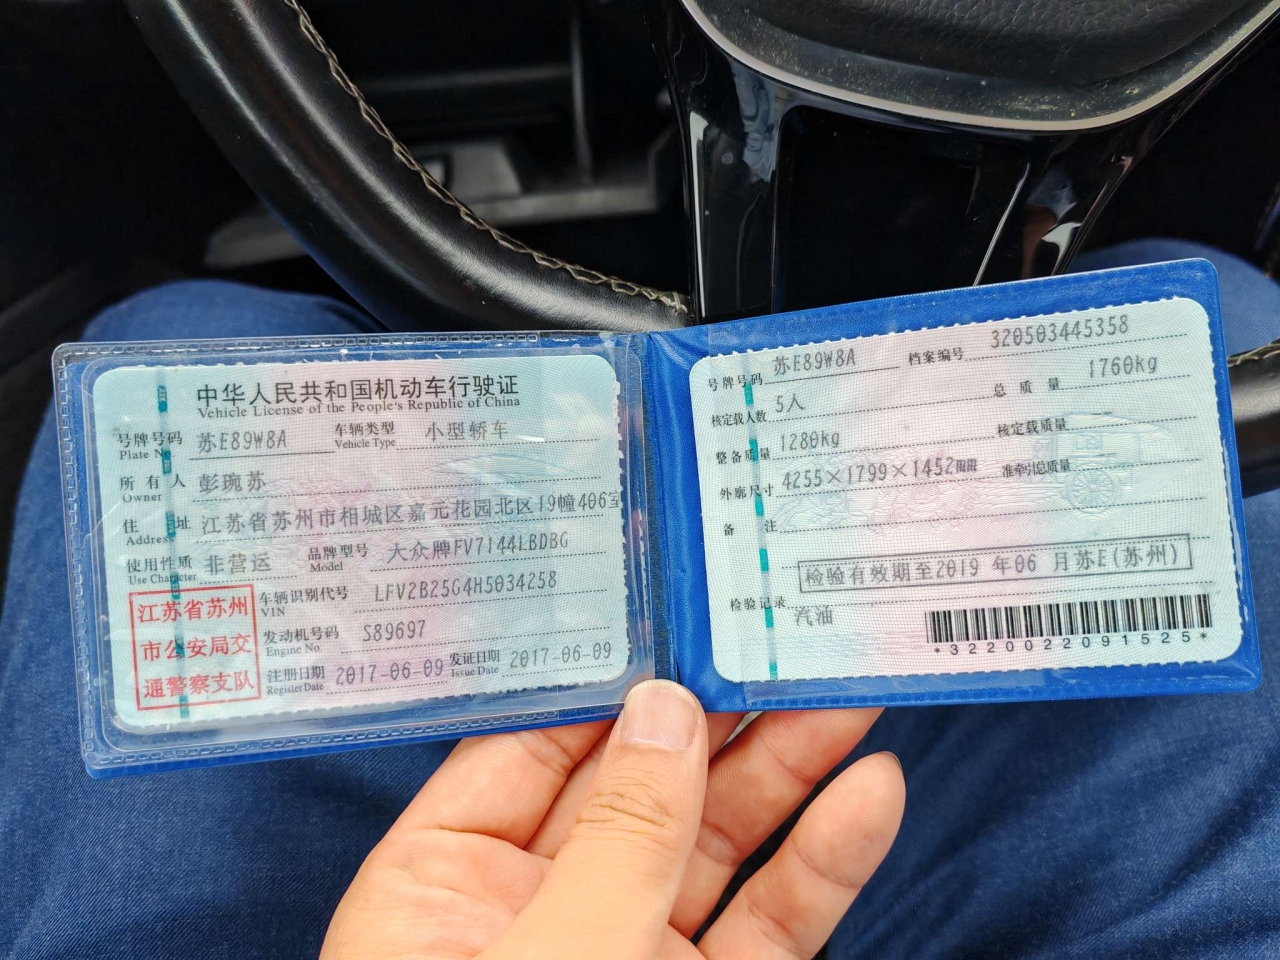 中华人民共和国机动车行驶证
Vehicle License of the People's Republic of China
号牌号码 苏E89W8A 车辆类型 小型轿车
Plate No. Vehicle Type
所有人 彭琬苏
Owner
住址 江苏省苏州市相城区嘉元花园北区19幢406室
Address
使用性质 非营运 品牌型号 大众牌FV7144LBDBG
Use Character Model
江苏省苏州
市公安局交
通警察支队
车辆识别代号 LFV2B25G4H5034258
VIN
发动机号码 S89697
Engine No.
注册日期 2017-06-09 发证日期 2017-06-09
Register Date Issue Date
号牌号码 苏E89W8A 档案编号 320503445358
核定载人数 5人 总质量 1760kg
整备质量 1280kg 核定载质量
外廓尺寸 4255×1799×1452mm 准牵引总质量
备注
检验有效期至2019年06月苏E(苏州)
检验记录 汽油
*3220022091525*